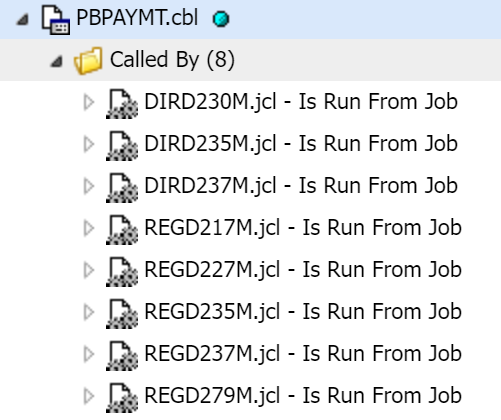 PBPAYMT.cbl
Called By (8)
DIRD230M.jcl - Is Run From Job
DIRD235M.jcl - Is Run From Job
DIRD237M.jcl - Is Run From Job
REGD217M.jcl - Is Run From Job
REGD227M.jcl - Is Run From Job
REGD235M.jcl - Is Run From Job
REGD237M.jcl - Is Run From Job
REGD279M.jcl - Is Run From Job